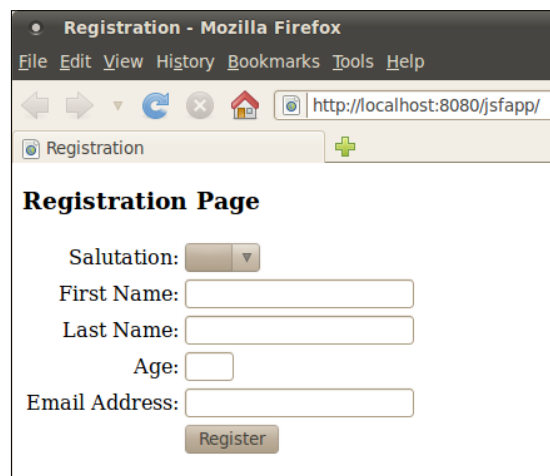 Registration - Mozilla Firefox
File Edit View History Bookmarks Tools Help
http://localhost:8080/jsfapp/
Registration
Registration Page
Salutation:
First Name:
Last Name:
Age:
Email Address:
Register